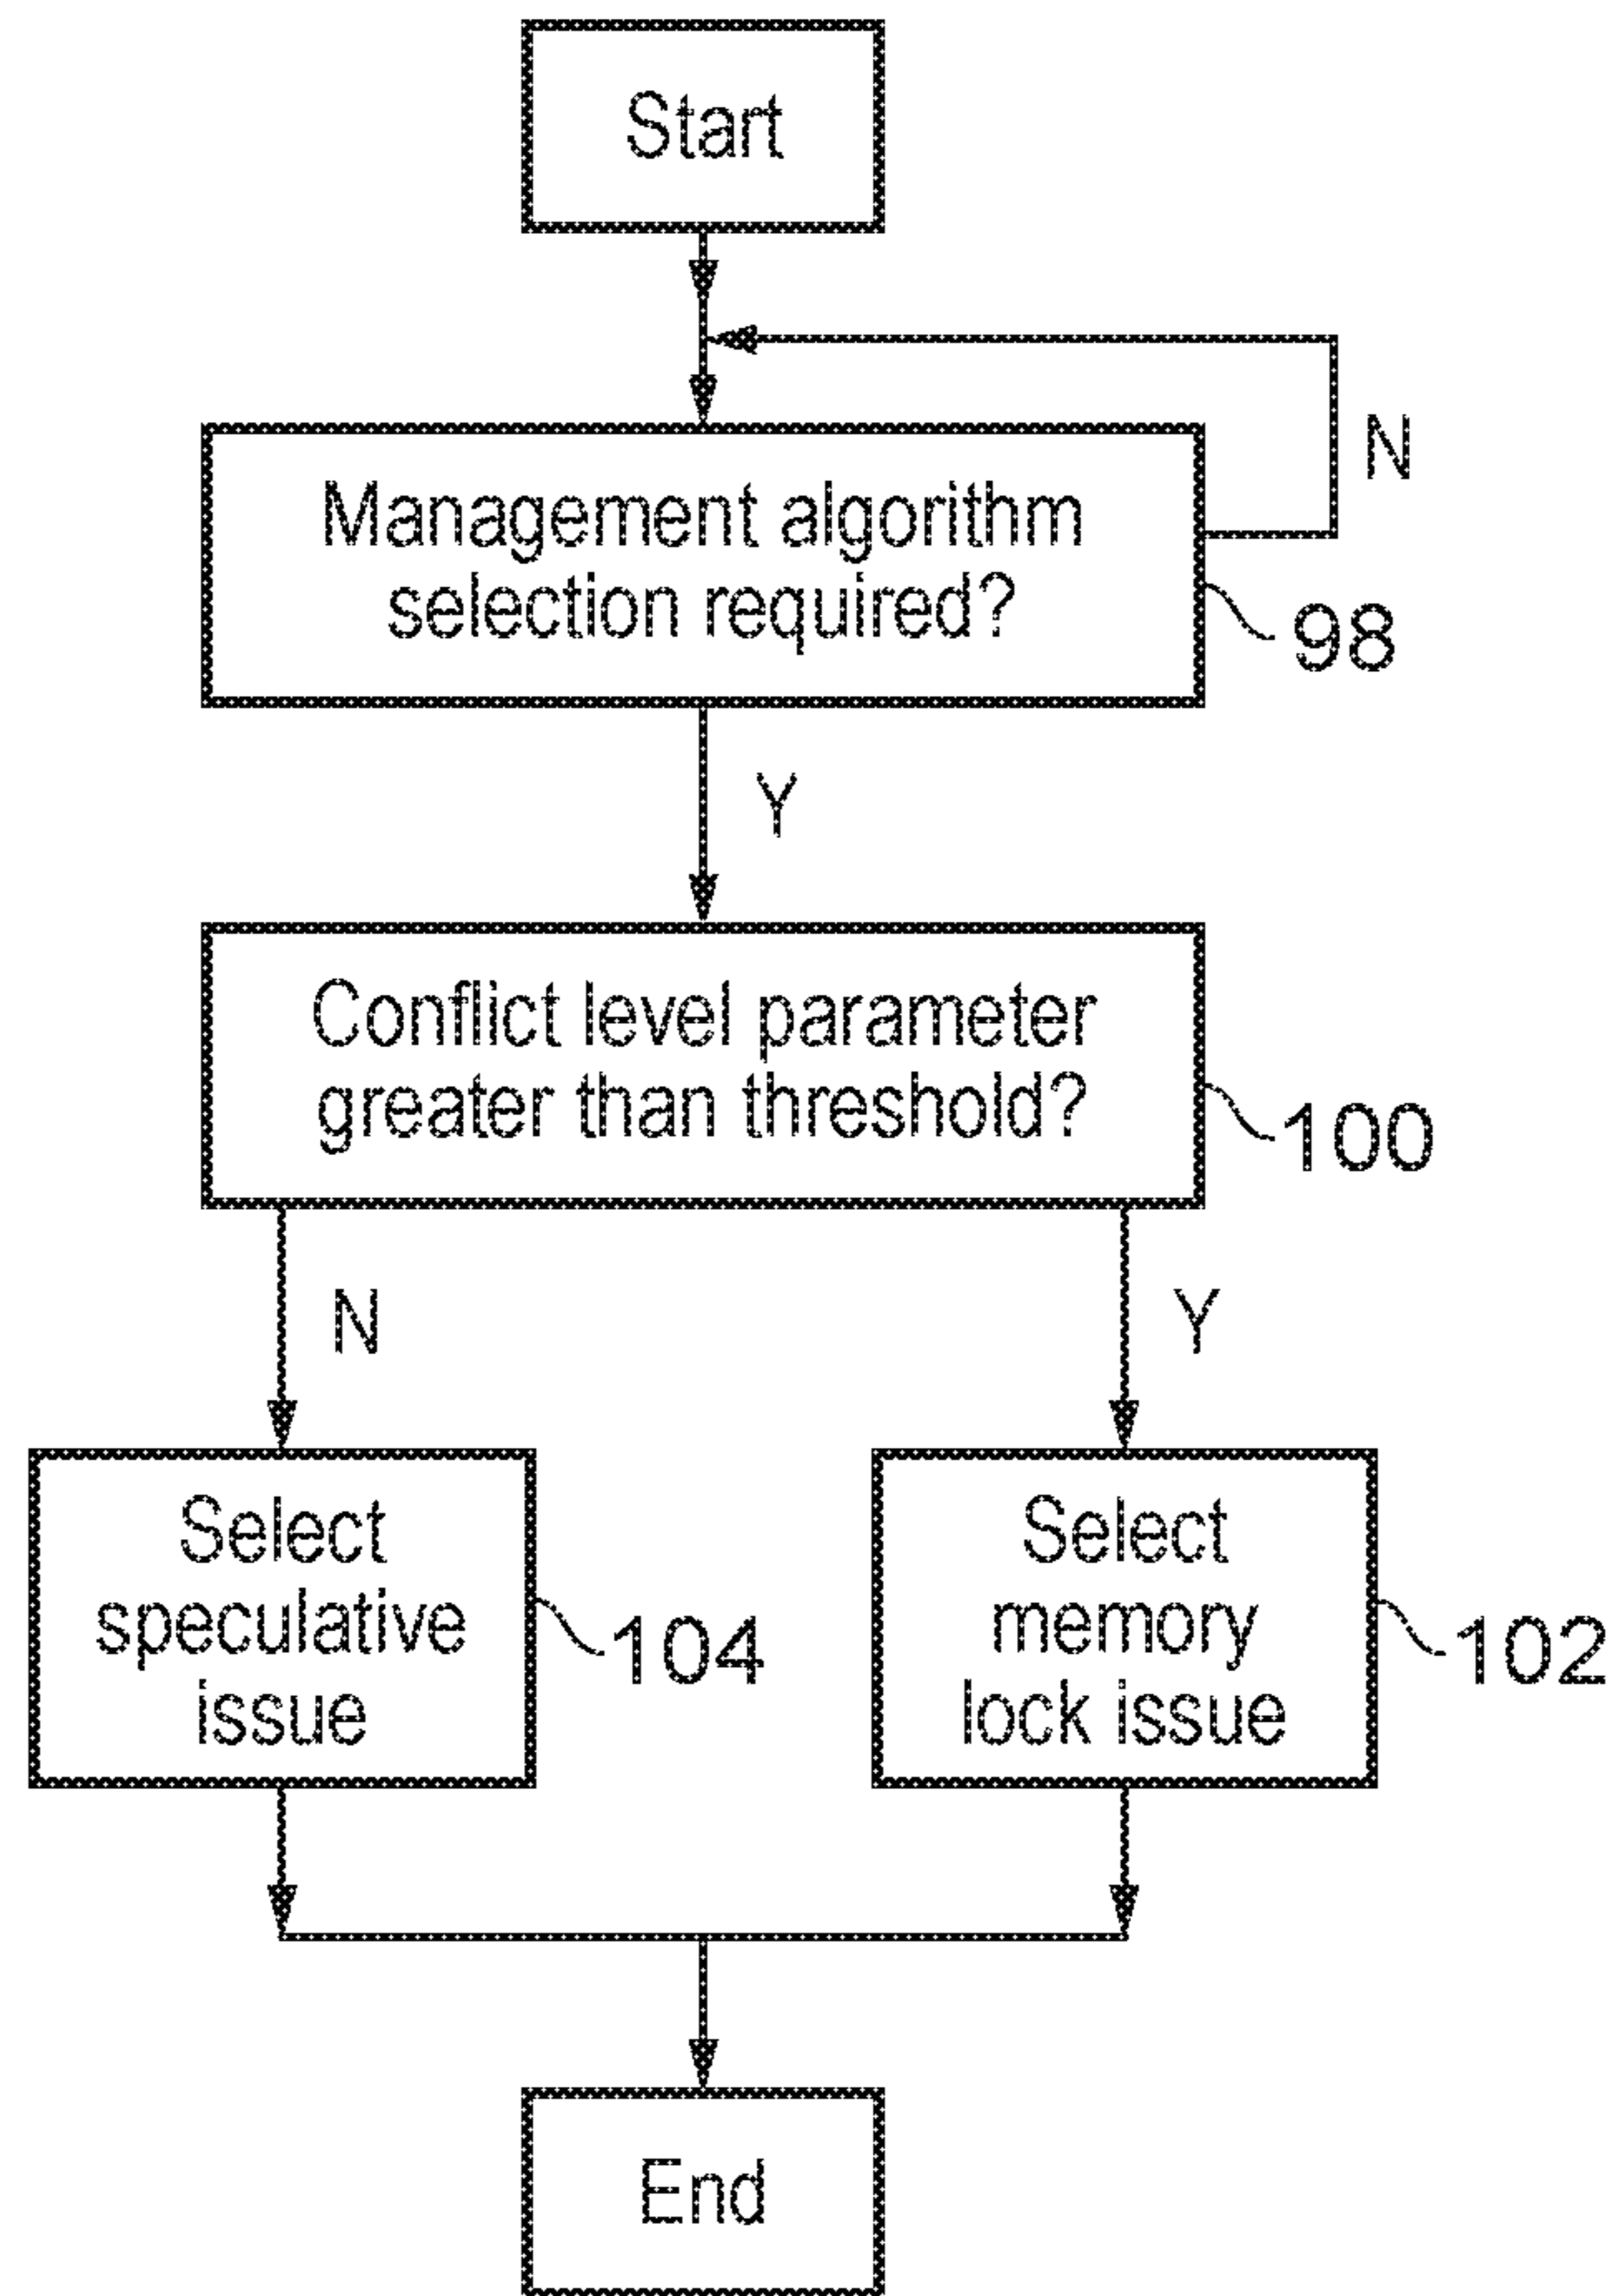 Start
N
Management algorithm
selection required?
98
Y
Conflict level parameter
greater than threshold?
100
N
Y
Select
speculative
issue
104
Select
memory
lock issue
102
End